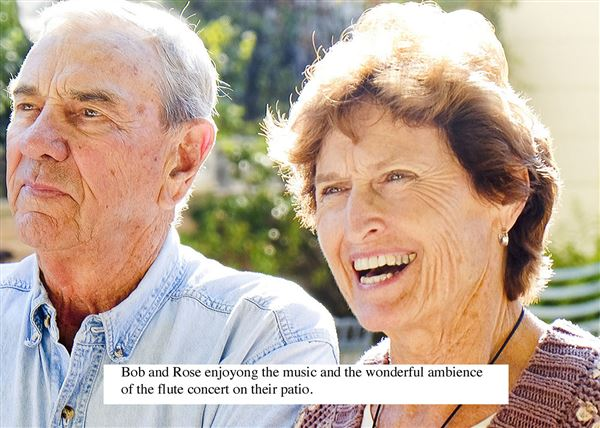 Bob and Rose enjoyong the music and the wonderful ambience
of the flute concert on their patio.